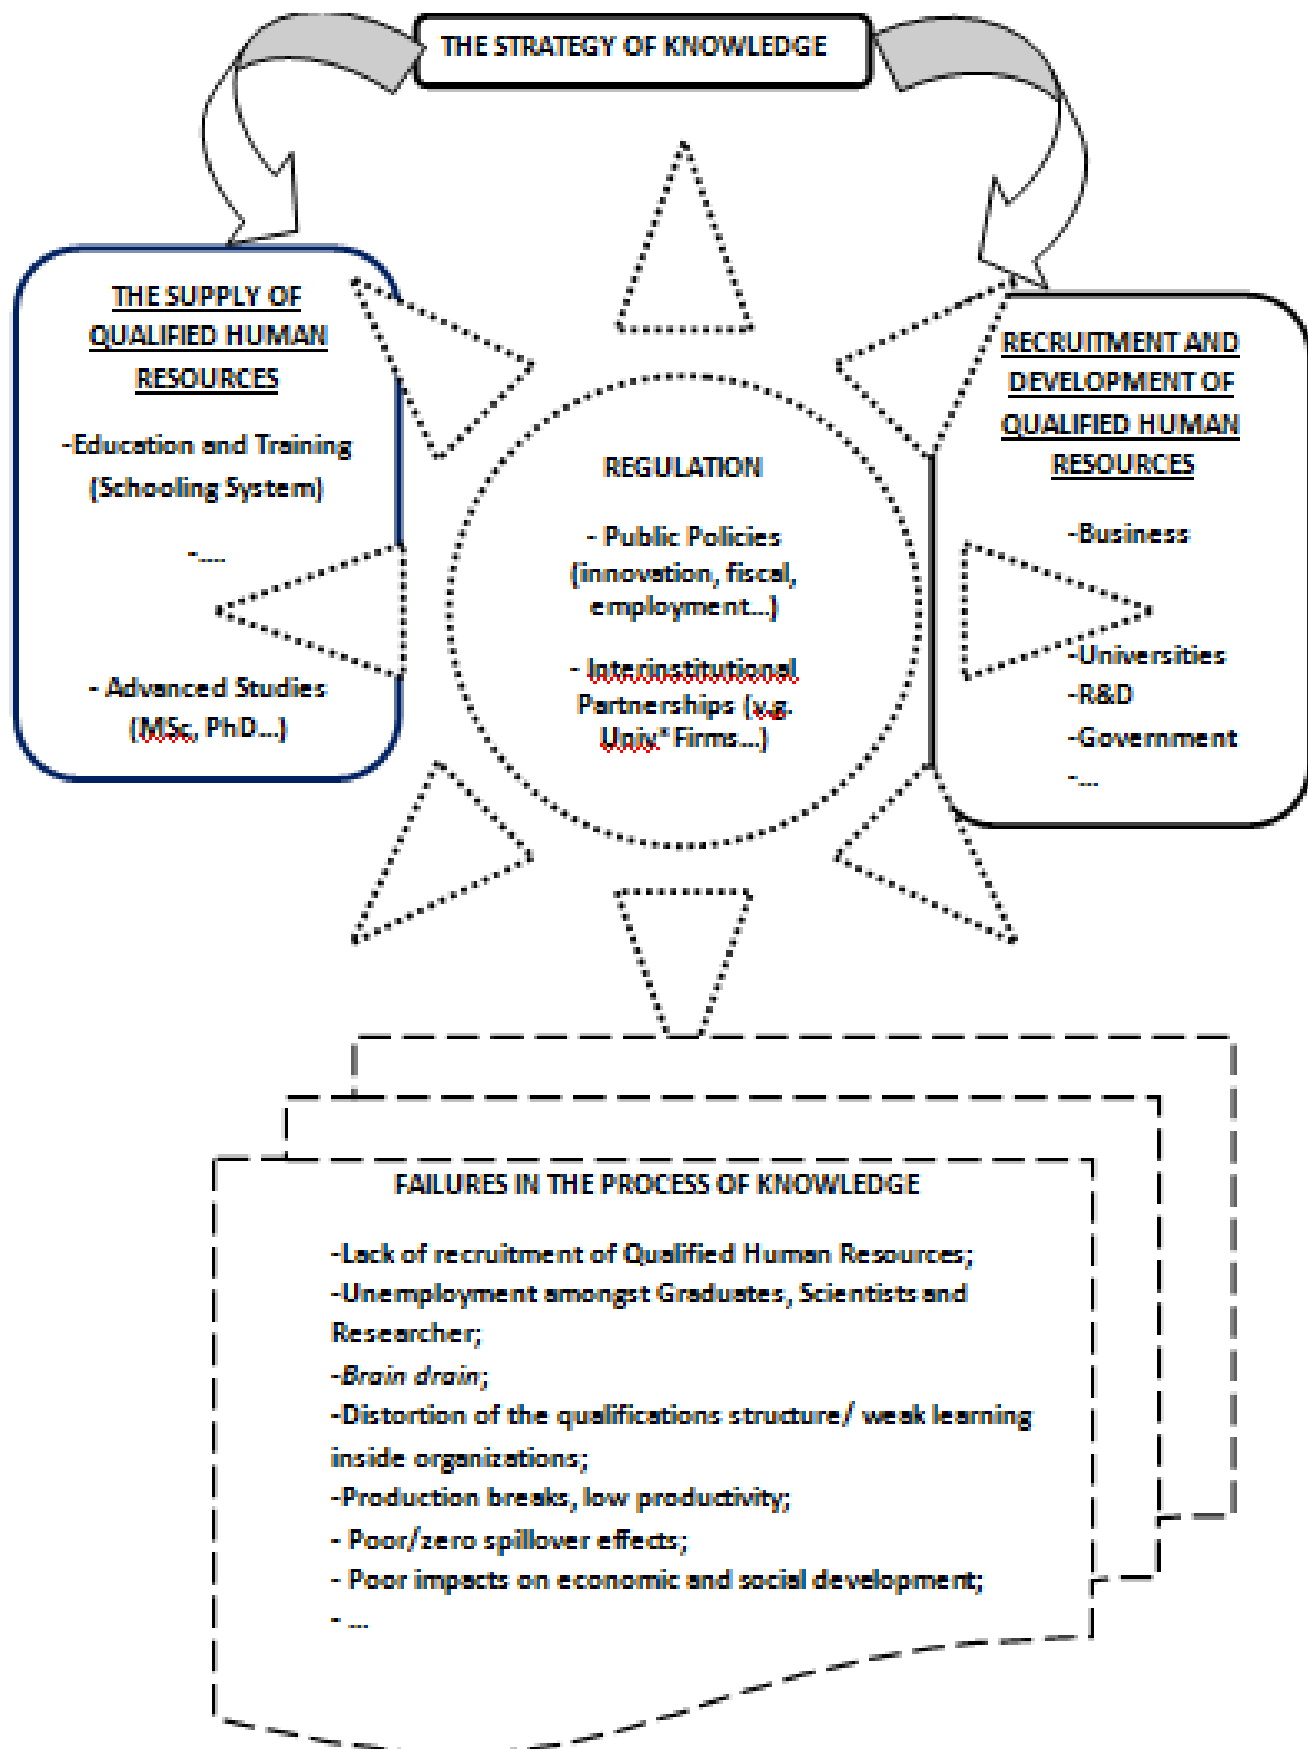 THE STRATEGY OF KNOWLEDGE
THE SUPPLY OF
QUALIFIED HUMAN
RESOURCES
-Education and Training
(Schooling System)
-....
- Advanced Studies
(MSc, PhD...)
REGULATION
- Public Policies
(innovation, fiscal,
employment...)
- Interinstitutional
Partnerships (v.g.
Univ* Firms...)
RECRUITMENT AND
DEVELOPMENT OF
QUALIFIED HUMAN
RESOURCES
-Business
-Universities
-R&D
-Government
-...
FAILURES IN THE PROCESS OF KNOWLEDGE
-Lack of recruitment of Qualified Human Resources;
-Unemployment amongst Graduates, Scientists and
Researcher;
-Brain drain;
-Distortion of the qualifications structure/ weak learning
inside organizations;
-Production breaks, low productivity;
- Poor/zero spillover effects;
- Poor impacts on economic and social development;
- ...